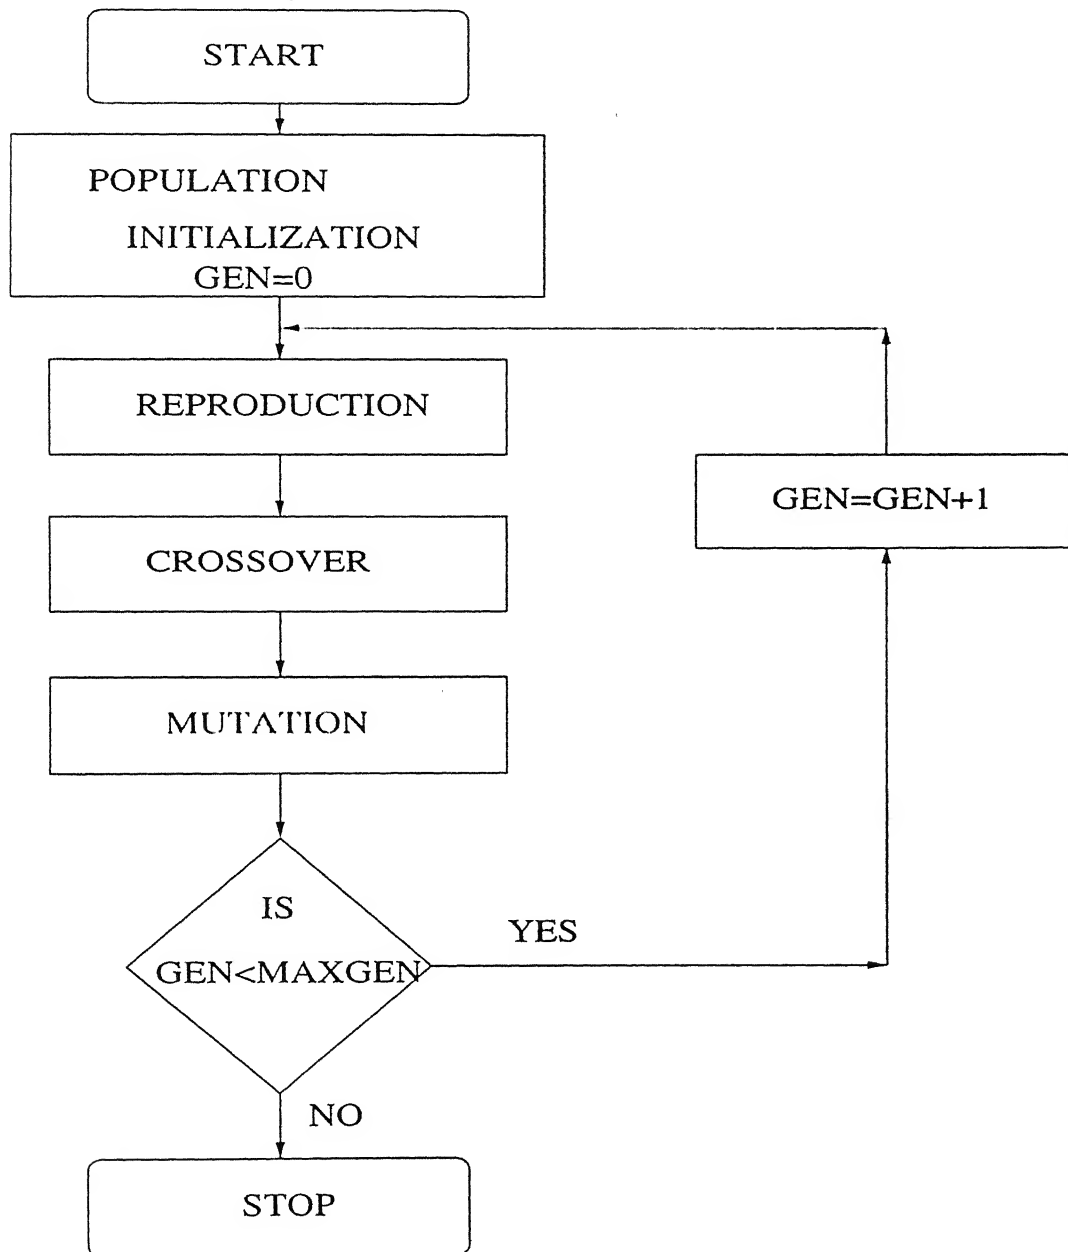 START
POPULATION
INITIALIZATION
GEN=0
REPRODUCTION
GEN=GEN+1
CROSSOVER
MUTATION
IS
GEN<MAXGEN
YES
NO
STOP